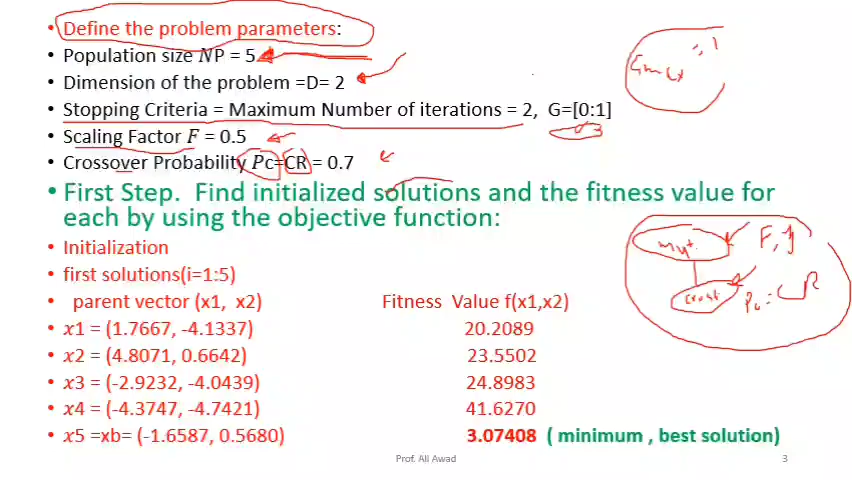 • Define the problem parameters:
• Population size NP = 5
• Dimension of the problem =D= 2
• Stopping Criteria = Maximum Number of iterations = 2, G=[0:1]
• Scaling Factor F = 0.5
• Crossover Probability Pc=CR = 0.7
• First Step. Find initialized solutions and the fitness value for
each by using the objective function:
• Initialization
• first solutions(i=1:5)
• parent vector (x1, x2) Fitness Value f(x1,x2)
• x1 = (1.7667, -4.1337) 20.2089
• x2 = (4.8071, 0.6642) 23.5502
• x3 = (-2.9232, -4.0439) 24.8983
• x4 = (-4.3747, -4.7421) 41.6270
• x5 =xb= (-1.6587, 0.5680) 3.07408 ( minimum , best solution)
CR
Prof. Ali Awad
3